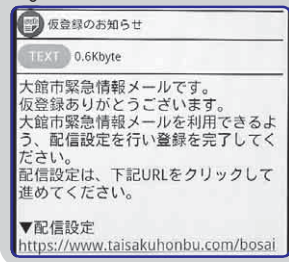 仮登録のお知らせ
TEXT 0.6Kbyte
大館市緊急情報メールです。
仮登録ありがとうございます。
大館市緊急情報メールを利用できるよ
う、配信設定を行い登録を完了してく
ださい。
配信設定は、下記URLをクリックして
進めてください。
▼配信設定
https://www.taisakuhonbu.com/bosai